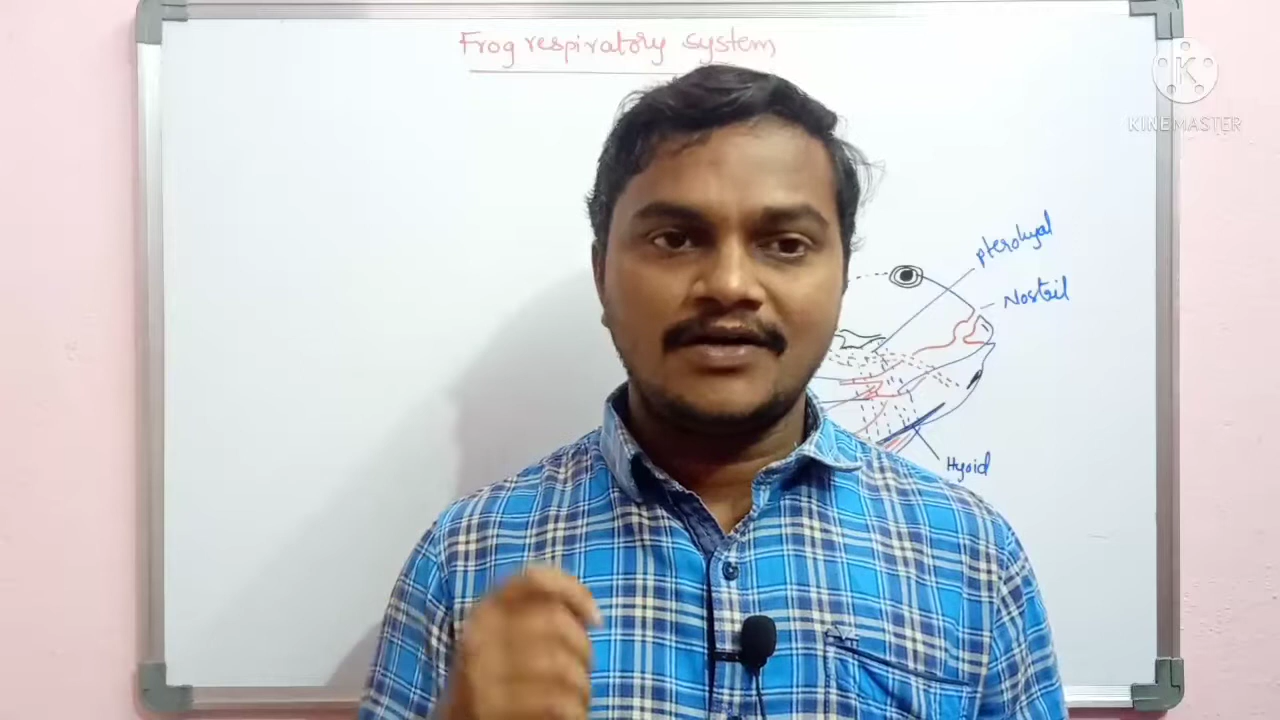 Frog respiratory system
K
KINEMASTER
pterohyal
Nostril
Hyoid